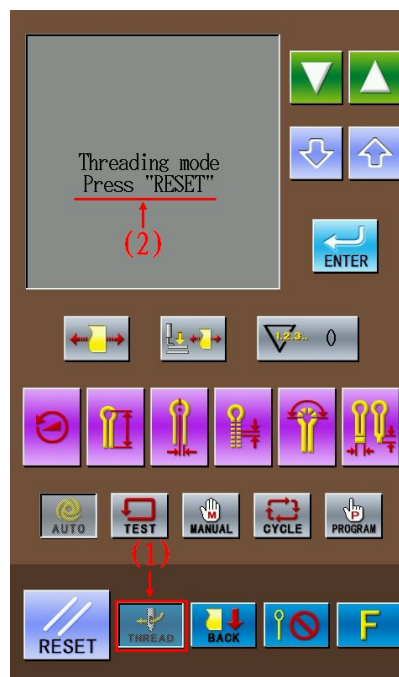 Threading mode
Press "RESET"
(2)
ENTER
1.2.3.. 0
AUTO
TEST
M
MANUAL
CYCLE
P
PROGRAM
(1)
RESET
THREAD
BACK
F